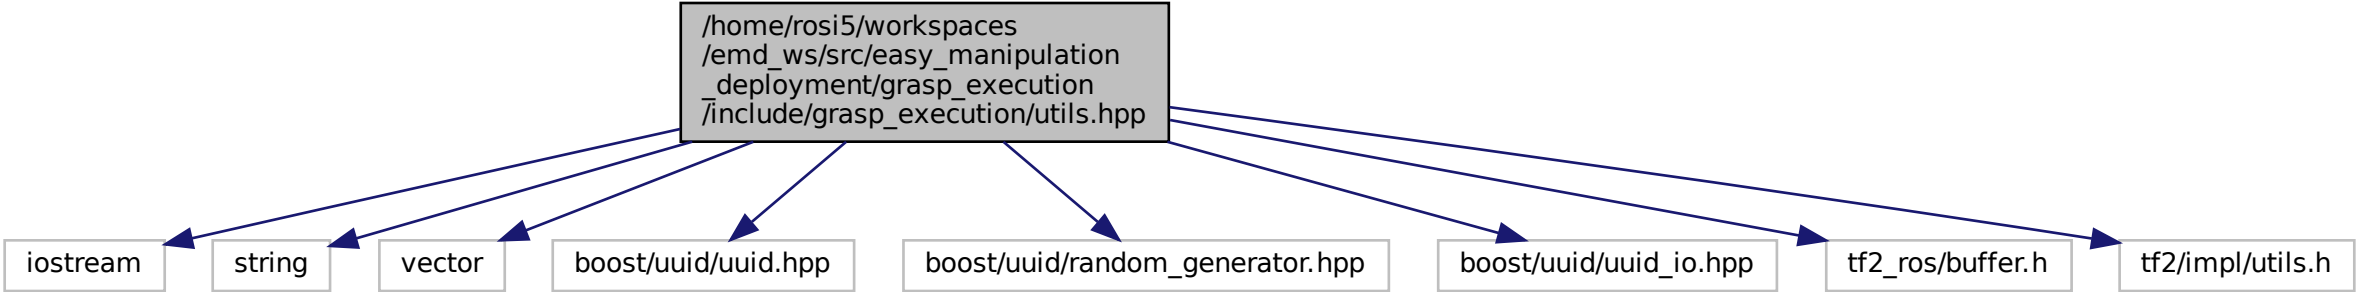 /home/rosi5/workspaces
/emd_ws/src/easy_manipulation
_deployment/grasp_execution
/include/grasp_execution/utils.hpp
iostream
string
vector
boost/uuid/uuid.hpp
boost/uuid/random_generator.hpp
boost/uuid/uuid_io.hpp
tf2_ros/buffer.h
tf2/impl/utils.h